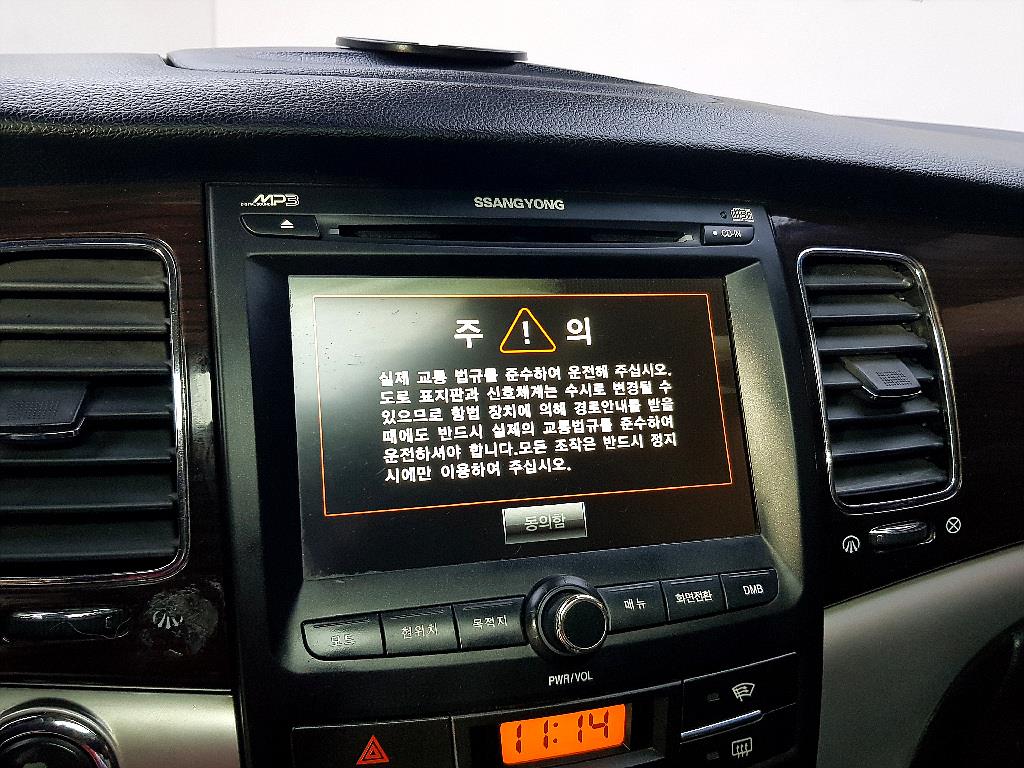 MP3
SSANGYONG
CD-IN
주 ! 의
실제 교통 법규를 준수하여 운전해 주십시오.
도로 표지판과 신호체계는 수시로 변경될 수
있으므로 항법 장치에 의해 경로안내를 받을
때에도 반드시 실제의 교통법규를 준수하여
운전하셔야 합니다.모든 조작은 반드시 정지
시에만 이용하여 주십시오.
동의함
모드 현위치 목적지 메뉴 화면전환 DMB
PWR/VOL
11:14